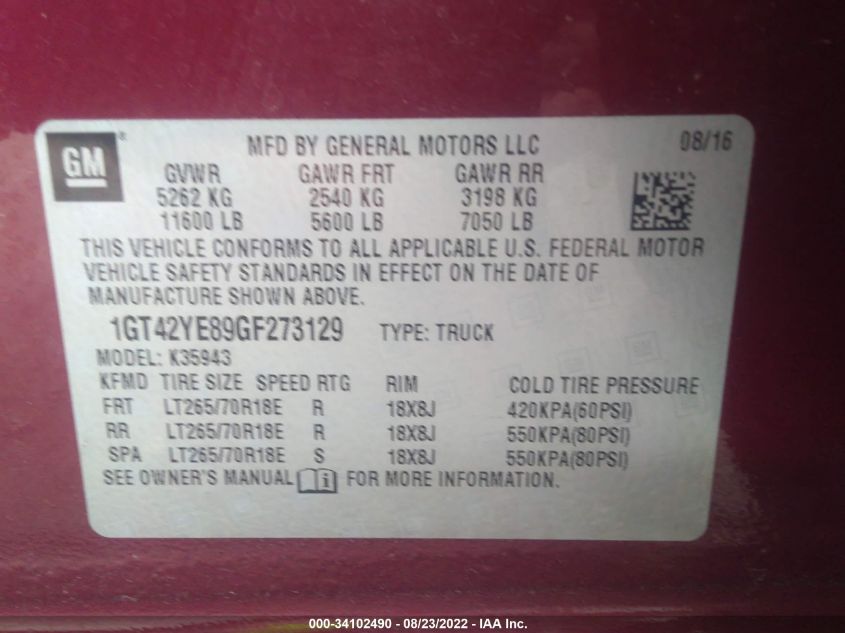 GM ® MFD BY GENERAL MOTORS LLC 08/16
GVWR GAWR FRT GAWR RR
5262 KG 2540 KG 3198 KG
11600 LB 5600 LB 7050 LB
THIS VEHICLE CONFORMS TO ALL APPLICABLE U.S. FEDERAL MOTOR
VEHICLE SAFETY STANDARDS IN EFFECT ON THE DATE OF
MANUFACTURE SHOWN ABOVE.
1GT42YE89GF273129 TYPE: TRUCK
MODEL: K35943
KFMD TIRE SIZE SPEED RTG RIM COLD TIRE PRESSURE
FRT LT265/70R18E R 18X8J 420KPA(60PSI)
RR LT265/70R18E R 18X8J 550KPA(80PSI)
SPA LT265/70R18E S 18X8J 550KPA(80PSI)
SEE OWNER'S MANUAL i FOR MORE INFORMATION.
000-34102490 - 08/23/2022 - IAA Inc.